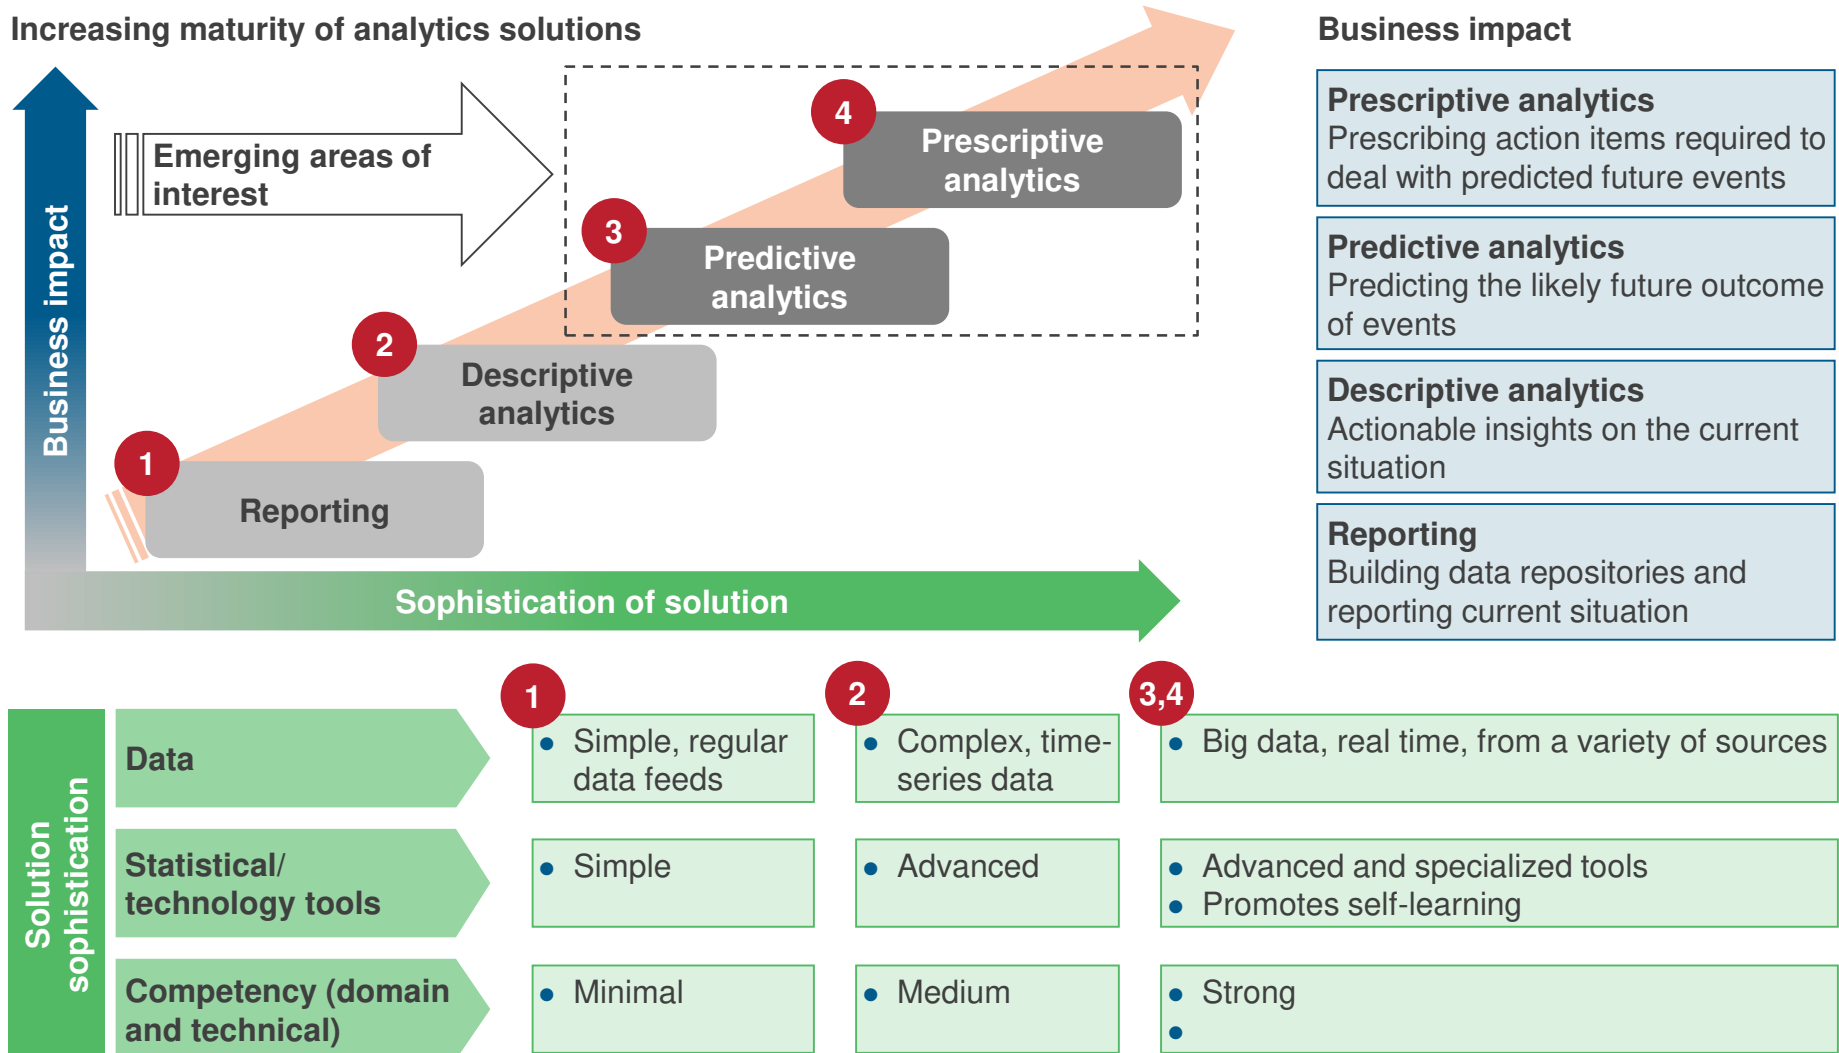 Increasing maturity of analytics solutions
Business impact
Emerging areas of
interest
4
Prescriptive
analytics
3
Predictive
analytics
2
Descriptive
analytics
1
Reporting
Business impact
Sophistication of solution
Prescriptive analytics
Prescribing action items required to
deal with predicted future events
Predictive analytics
Predicting the likely future outcome
of events
Descriptive analytics
Actionable insights on the current
situation
Reporting
Building data repositories and
reporting current situation
Solution
sophistication
1
2
3,4
Data
• Simple, regular
data feeds
• Complex, time-
series data
• Big data, real time, from a variety of sources
Statistical/
technology tools
• Simple
• Advanced
• Advanced and specialized tools
• Promotes self-learning
Competency (domain
and technical)
• Minimal
• Medium
• Strong
•